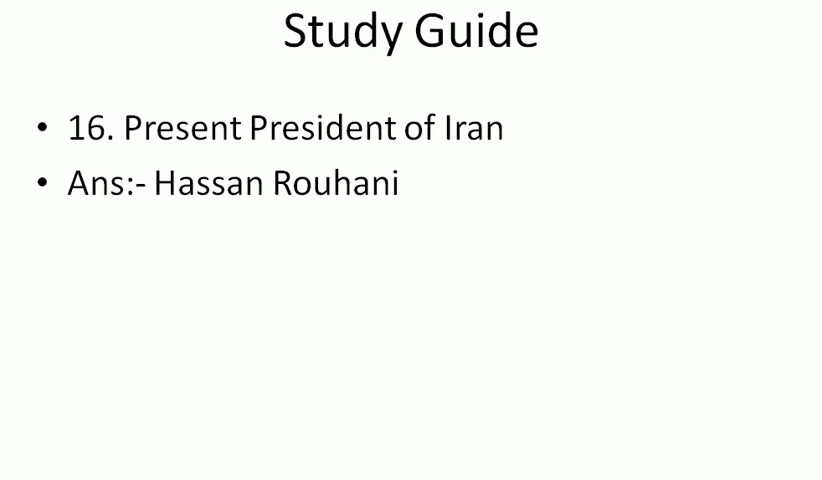 Study Guide
• 16. Present President of Iran
• Ans:- Hassan Rouhani